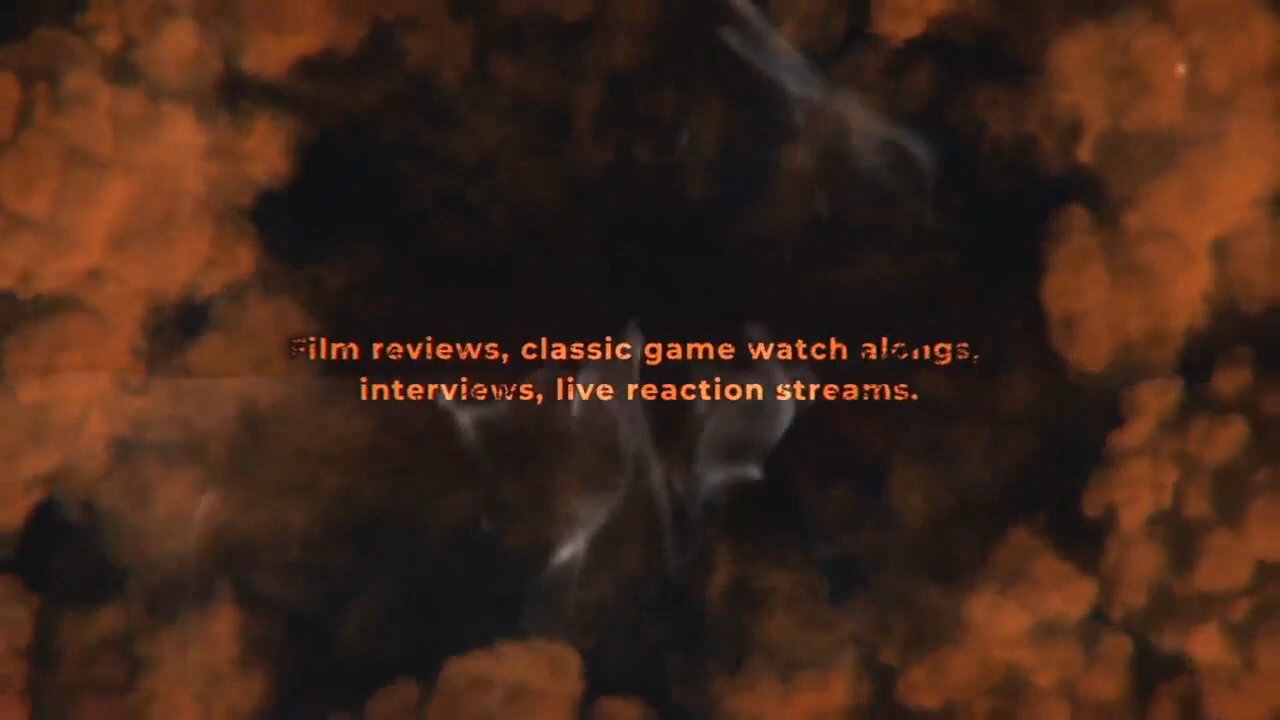 Film reviews, classic game watch alongs,
interviews, live reaction streams.